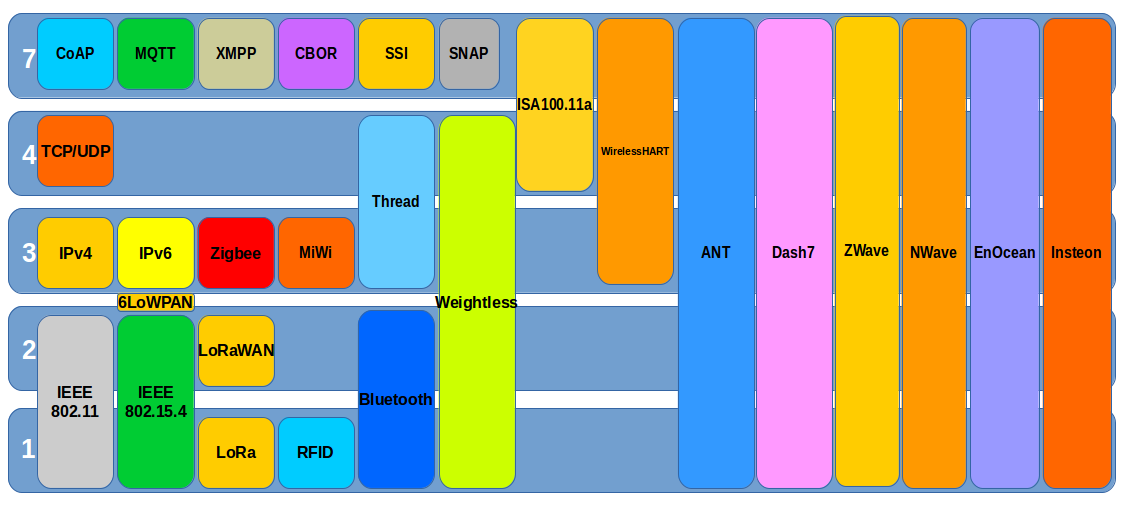 7
CoAP
MQTT
XMPP
CBOR
SSI
SNAP
ISA100.11a
WirelessHART
4
TCP/UDP
Thread
3
IPv4
IPv6
Zigbee
MiWi
ANT
Dash7
ZWave
NWave
EnOcean
Insteon
6LoWPAN
Weightless
2
LoRaWAN
IEEE
802.11
IEEE
802.15.4
Bluetooth
1
LoRa
RFID